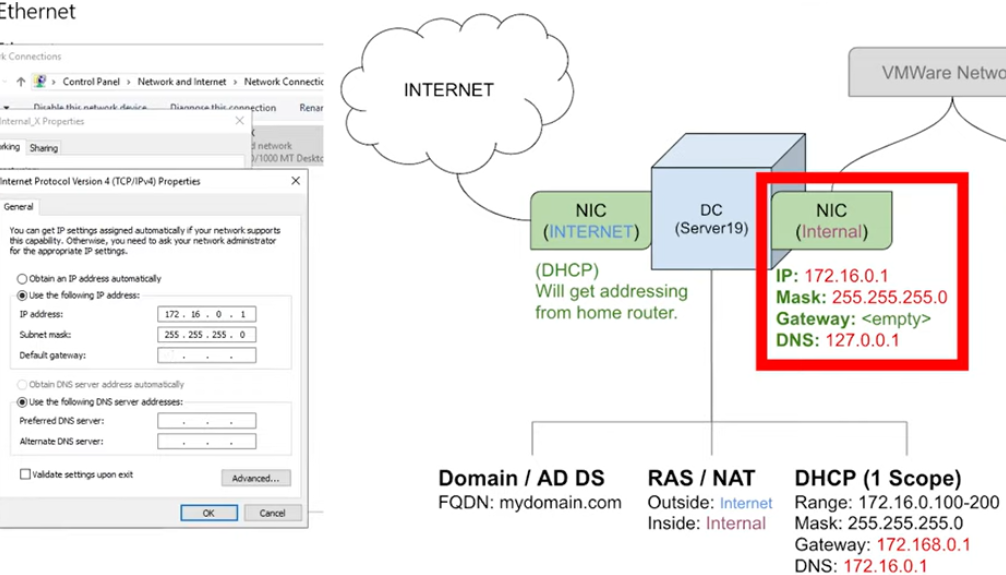 Ethernet
k Connections
Control Panel > Network and Internet > Network Connectio
Disable this network device Diagnose this connection Renar
Internal_X Properties
rking Sharing
d network
0/1000 MT Deskto
Internet Protocol Version 4 (TCP/IPv4) Properties
General
You can get IP settings assigned automatically if your network supports
this capability. Otherwise, you need to ask your network administrator
for the appropriate IP settings.
Obtain an IP address automatically
Use the following IP address:
IP address: 172 . 16 . 0 . 1
Subnet mask: 255 . 255 . 255 . 0
Default gateway: . . .
Obtain DNS server address automatically
Use the following DNS server addresses:
Preferred DNS server: . . .
Alternate DNS server: . . .
Validate settings upon exit
Advanced...
OK Cancel
INTERNET
VMWare Netwo
NIC
(INTERNET)
DC
(Server19)
NIC
(Internal)
(DHCP)
Will get addressing
from home router.
IP: 172.16.0.1
Mask: 255.255.255.0
Gateway: <empty>
DNS: 127.0.0.1
Domain / AD DS
FQDN: mydomain.com
RAS / NAT
Outside: Internet
Inside: Internal
DHCP (1 Scope)
Range: 172.16.0.100-200
Mask: 255.255.255.0
Gateway: 172.168.0.1
DNS: 172.16.0.1